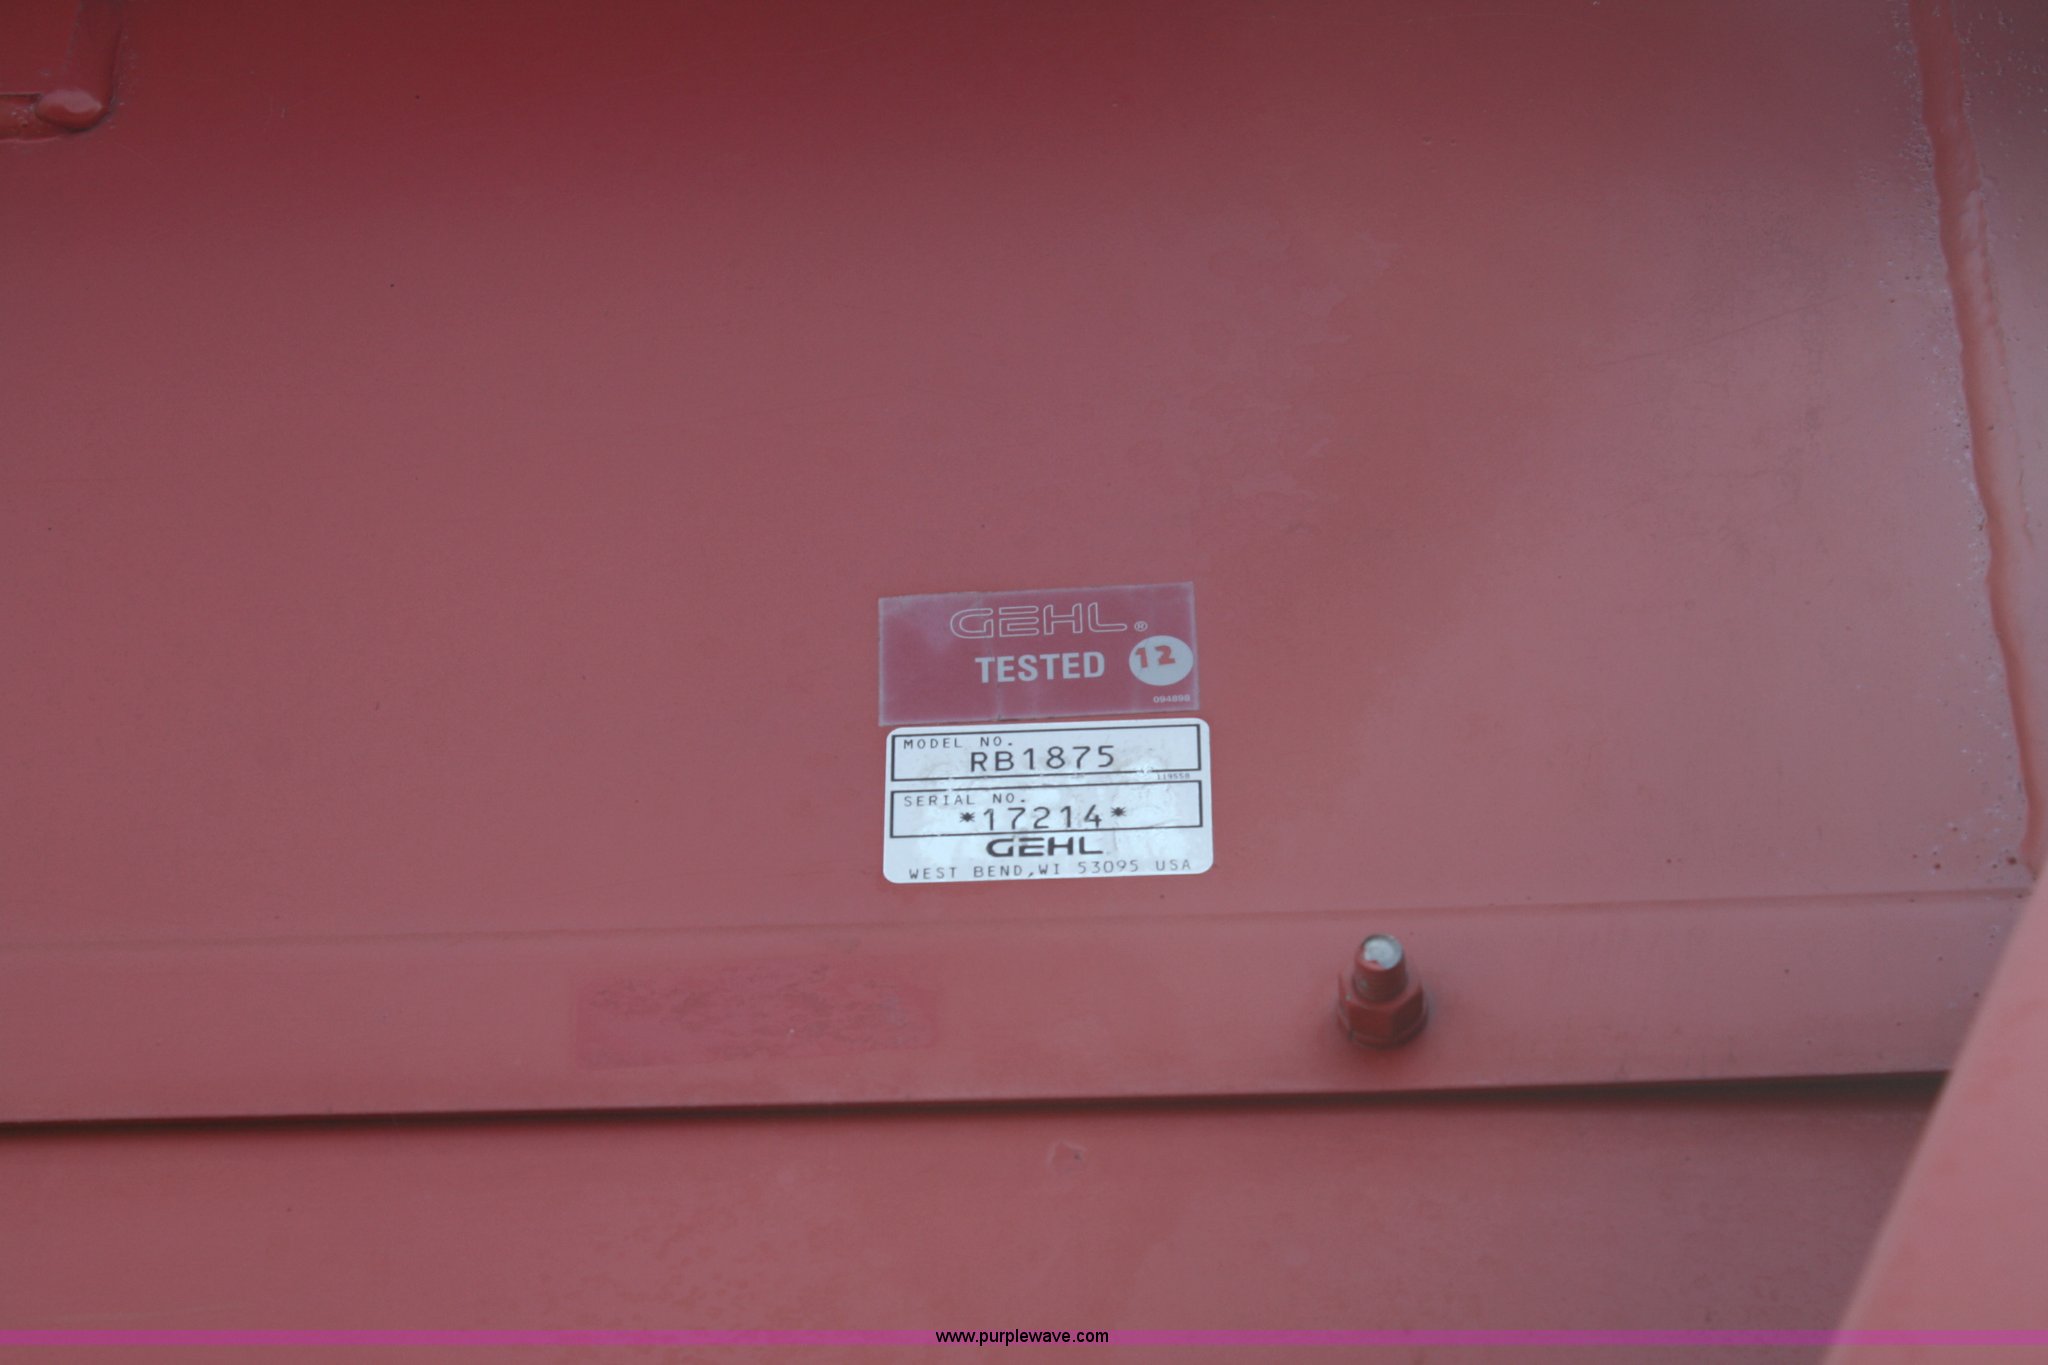 GEHL®
TESTED 12
094898
MODEL NO.
RB1875
119558
SERIAL NO.
*17214*
GEHL
WEST BEND, WI 53095 USA
www.purplewave.com